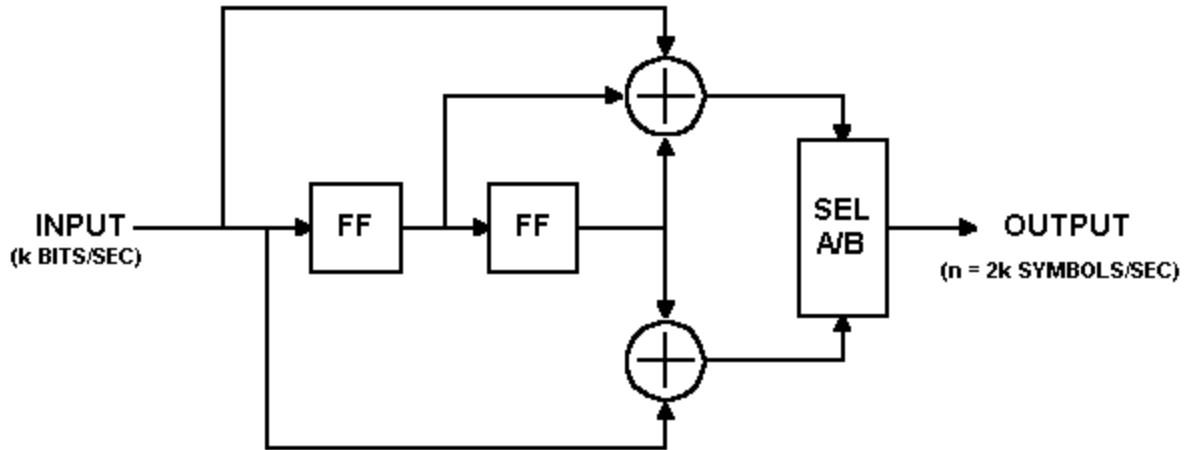 INPUT
(k BITS/SEC)
FF
FF
SEL
A/B
OUTPUT
(n = 2k SYMBOLS/SEC)